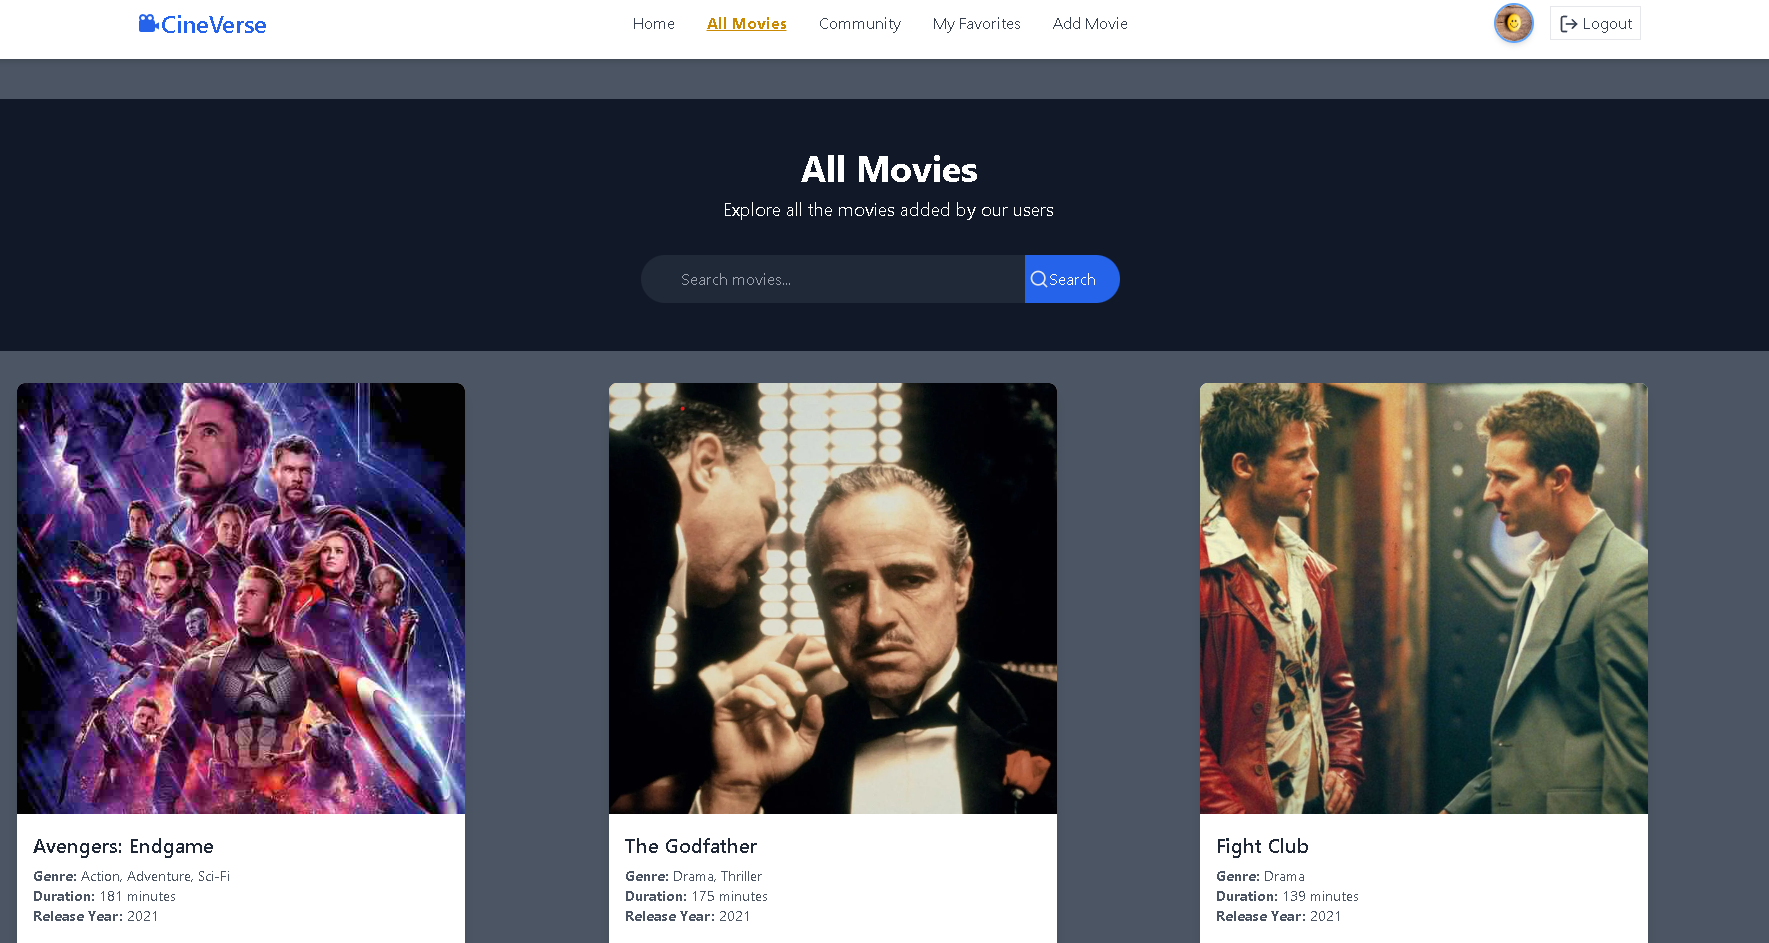 CineVerse
Home All Movies Community My Favorites Add Movie
Logout
All Movies
Explore all the movies added by our users
Search movies...
Search
Avengers: Endgame
Genre: Action, Adventure, Sci-Fi
Duration: 181 minutes
Release Year: 2021
The Godfather
Genre: Drama, Thriller
Duration: 175 minutes
Release Year: 2021
Fight Club
Genre: Drama
Duration: 139 minutes
Release Year: 2021